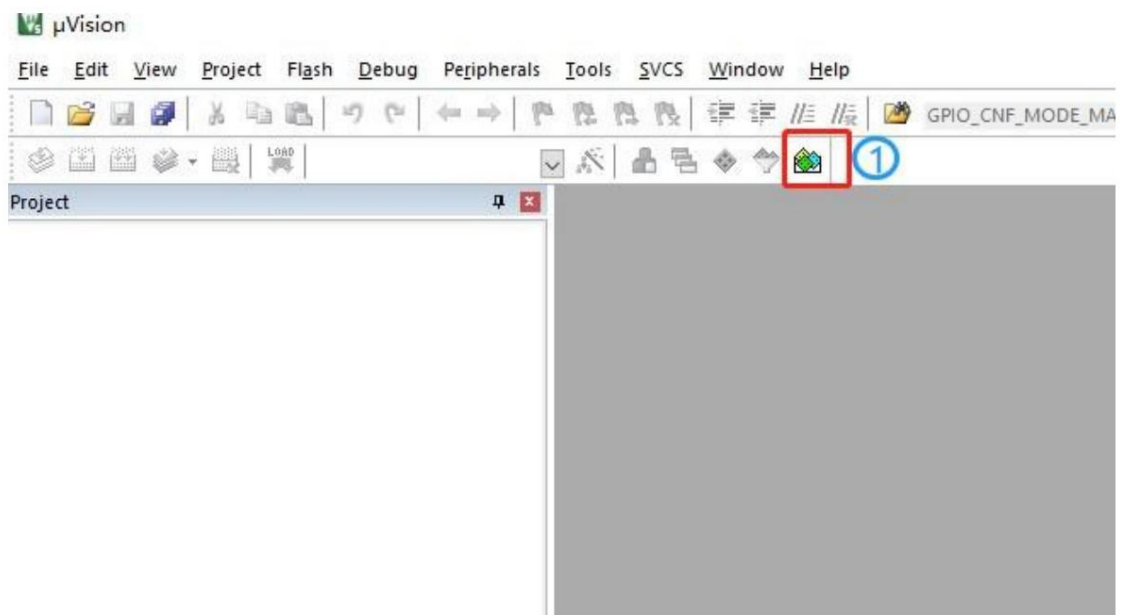 µVision
File Edit View Project Flash Debug Peripherals Tools SVCS Window Help
GPIO_CNF_MODE_MA
LOAD
①
Project